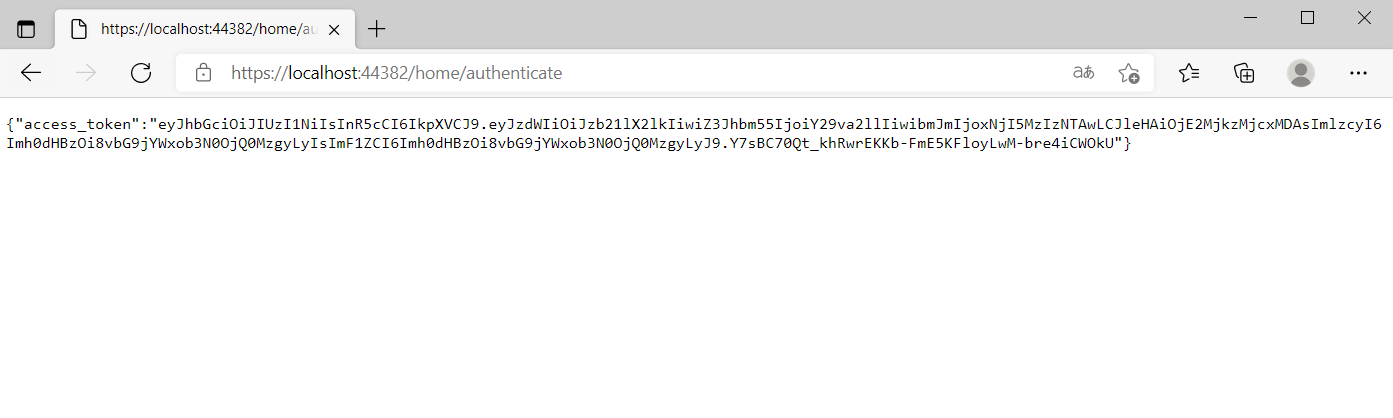 https://localhost:44382/home/au
https://localhost:44382/home/authenticate
aあ
{"access_token":"eyJhbGciOiJIUzI1NiIsInR5cCI6IkpXVCJ9.eyJzdWIiOiJzb21lX2lkIiwiZ3Jhbm55IjoiY29va2llIiwibmJmIjoxNjI5MzIzNTAwLCJleHAiOjE2MjkzMjcxMDAsImlzcyI6
Imh0dHBzOi8vbG9jYWxob3N0OjQ0MzgyLyIsImF1ZCI6Imh0dHBzOi8vbG9jYWxob3N0OjQ0MzgyLyJ9.Y7sBC70Qt_khRwrEKKb-FmE5KFloyLwM-bre4iCWOkU"}